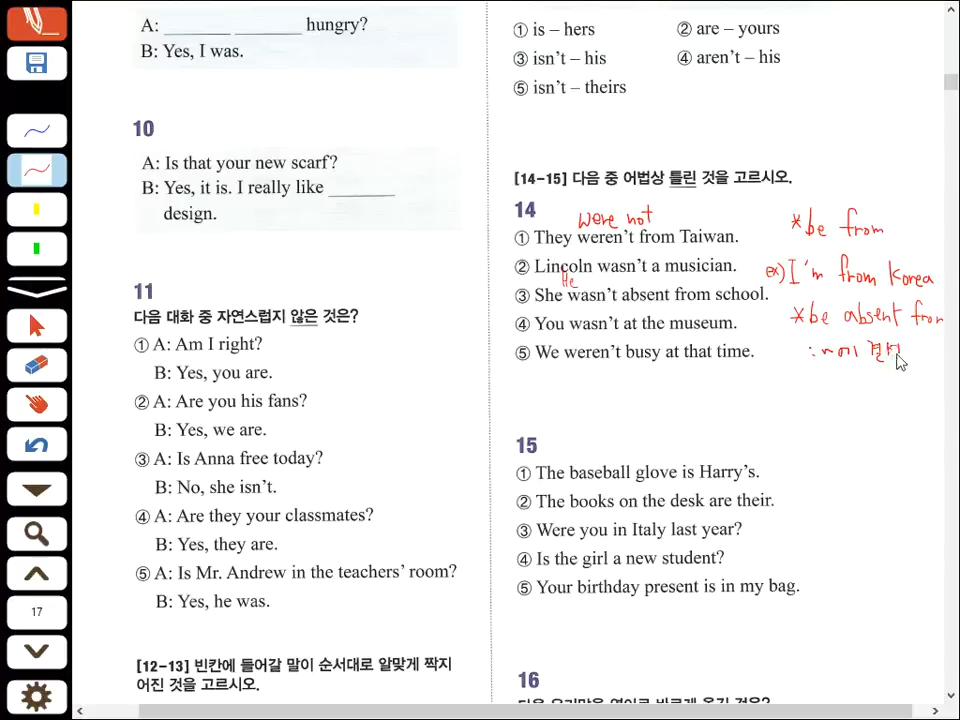 A: ________ ________ hungry?
B: Yes, I was.
10
A: Is that your new scarf?
B: Yes, it is. I really like ________
design.
11
다음 대화 중 자연스럽지 않은 것은?
① A: Am I right?
B: Yes, you are.
② A: Are you his fans?
B: Yes, we are.
③ A: Is Anna free today?
B: No, she isn't.
④ A: Are they your classmates?
B: Yes, they are.
⑤ A: Is Mr. Andrew in the teachers' room?
B: Yes, he was.
[12–13] 빈칸에 들어갈 말이 순서대로 알맞게 짝지
어진 것을 고르시오.
① is – hers ② are – yours
③ isn't – his ④ aren't – his
⑤ isn't – theirs
[14–15] 다음 중 어법상 틀린 것을 고르시오.
14
were not
① They weren't from Taiwan.
② Lincoln wasn't a musician.
He
③ She wasn't absent from school.
④ You wasn't at the museum.
⑤ We weren't busy at that time.
*be from
ex) I'm from Korea
*be absent from
: ~에
15
① The baseball glove is Harry's.
② The books on the desk are their.
③ Were you in Italy last year?
④ Is the girl a new student?
⑤ Your birthday present is in my bag.
16
17